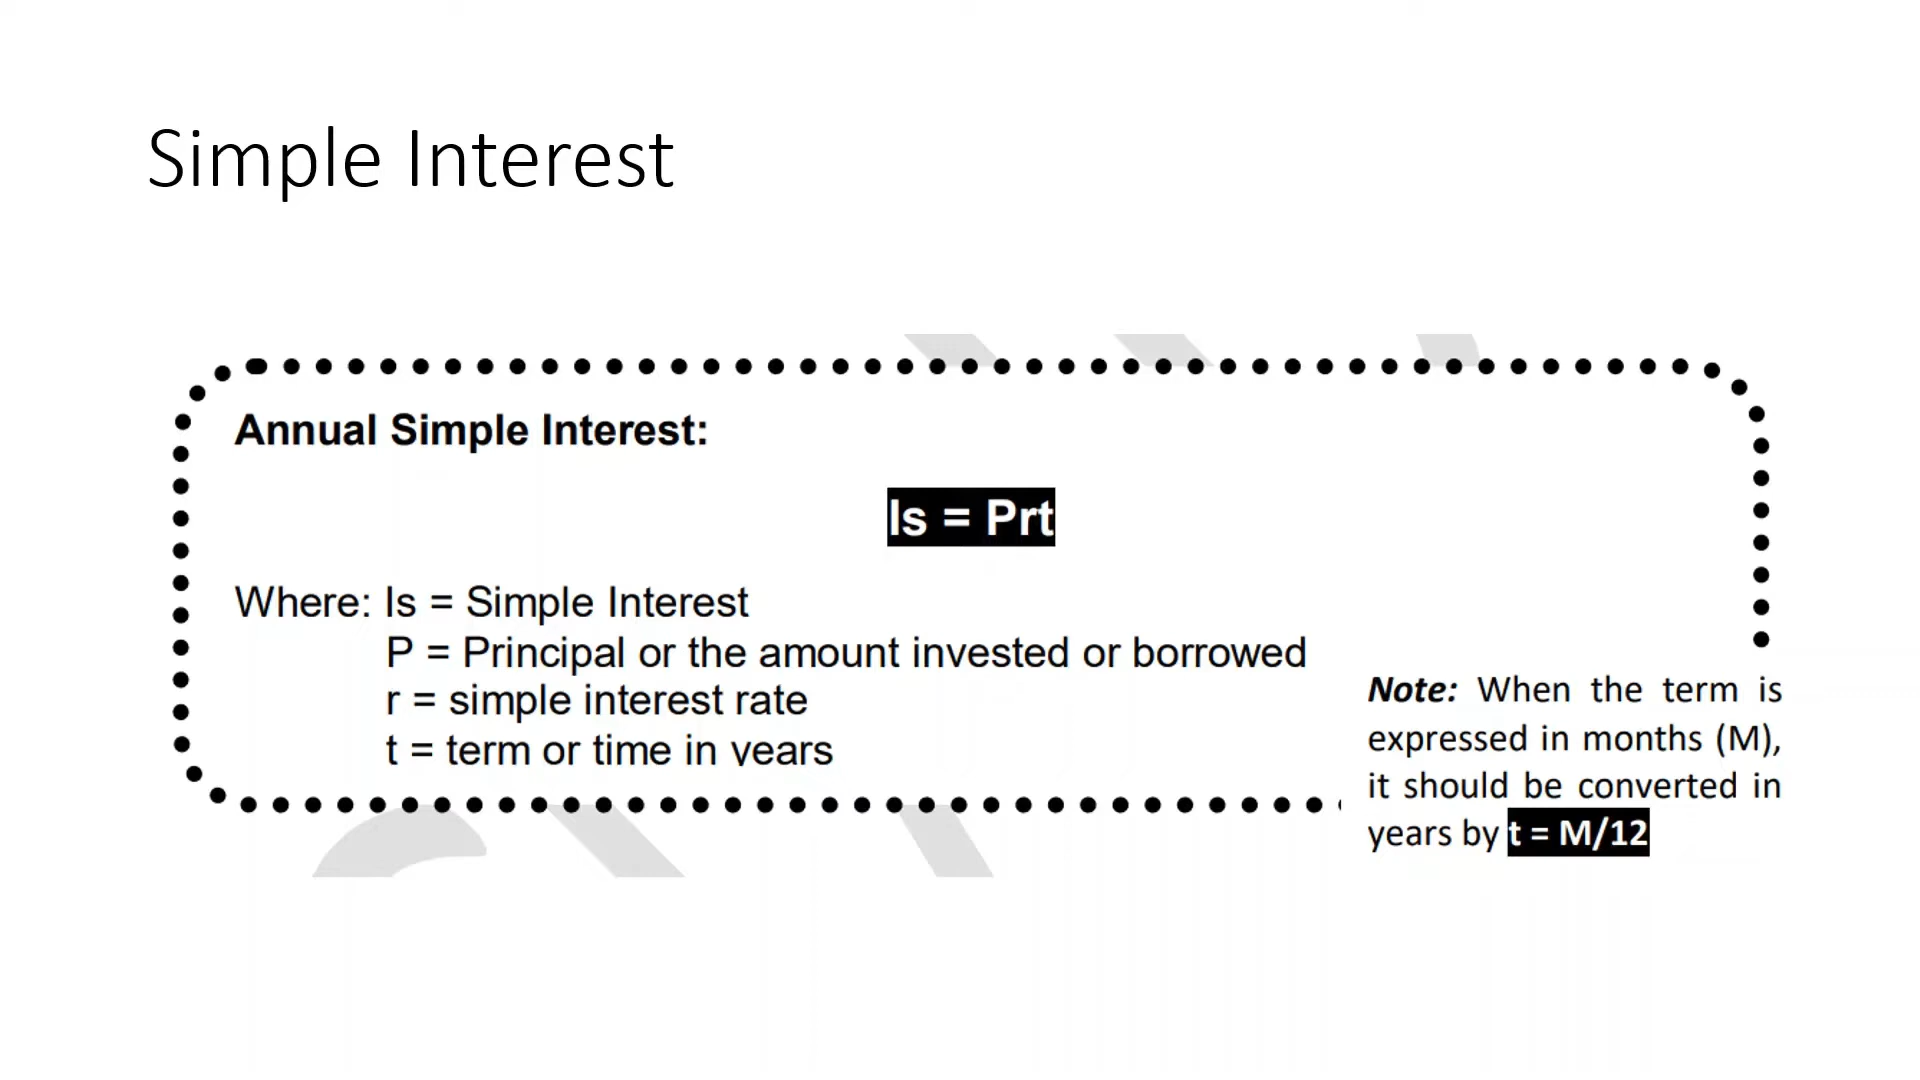 Simple Interest
Annual Simple Interest:
Is = Prt
Where: Is = Simple Interest
P = Principal or the amount invested or borrowed
r = simple interest rate
t = term or time in years
Note: When the term is
expressed in months (M),
it should be converted in
years by t = M/12